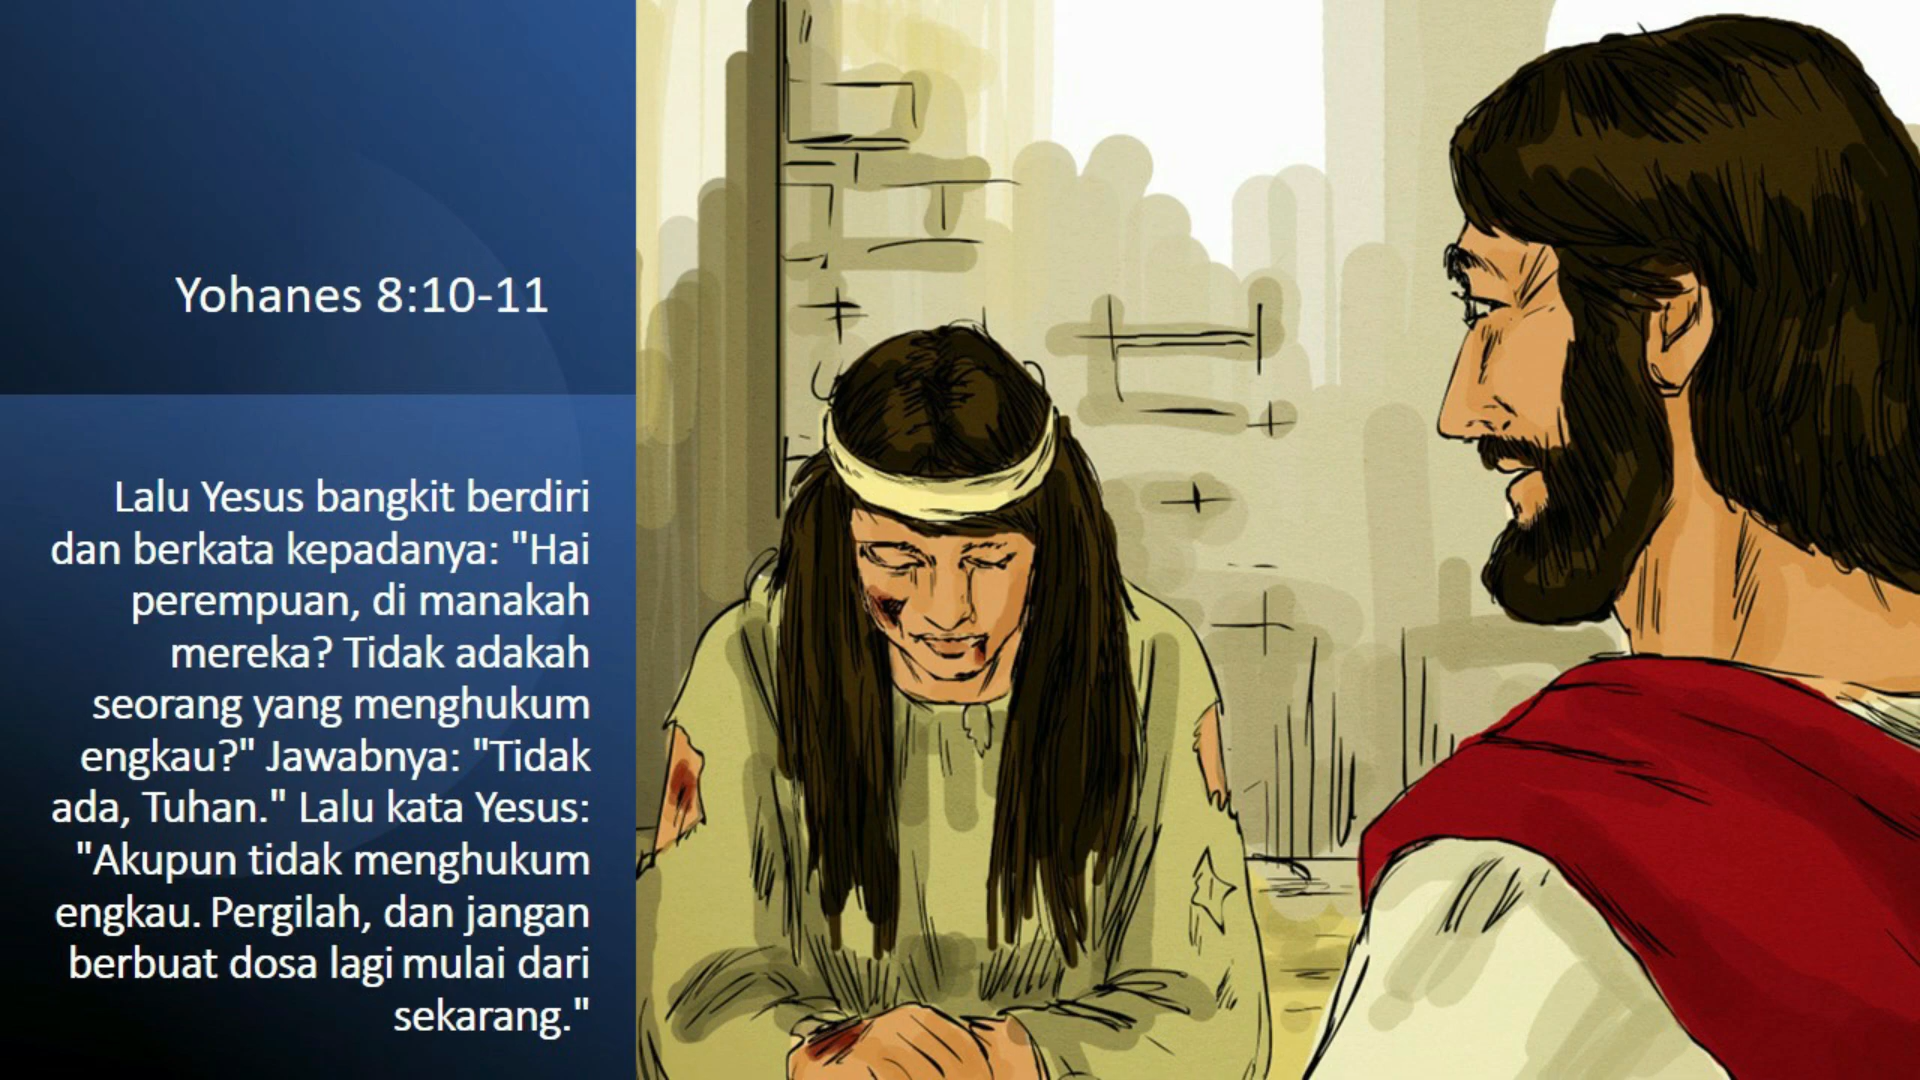 Yohanes 8:10-11
Lalu Yesus bangkit berdiri
dan berkata kepadanya: "Hai
perempuan, di manakah
mereka? Tidak adakah
seorang yang menghukum
engkau?" Jawabnya: "Tidak
ada, Tuhan." Lalu kata Yesus:
"Akupun tidak menghukum
engkau. Pergilah, dan jangan
berbuat dosa lagi mulai dari
sekarang."